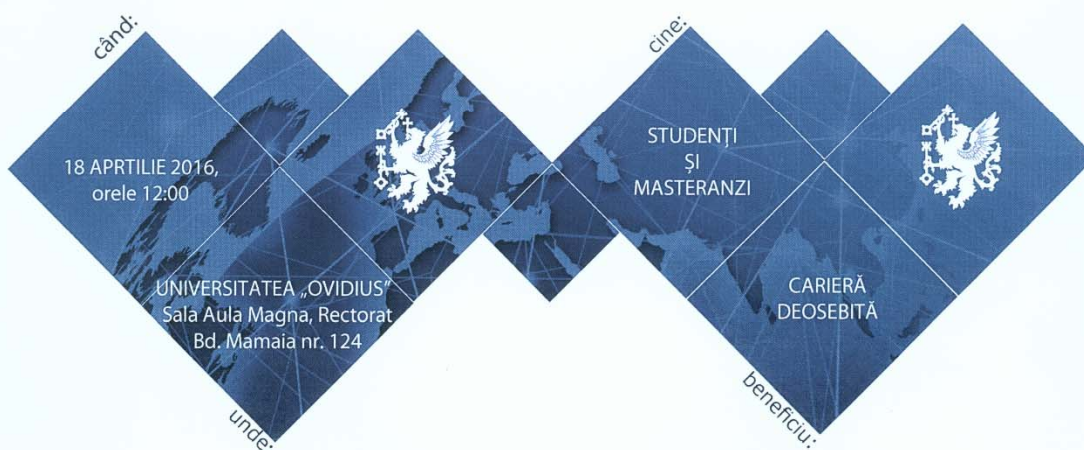 când:
18 APRTILIE 2016,
orele 12:00
UNIVERSITATEA „OVIDIUS”
Sala Aula Magna, Rectorat
Bd. Mamaia nr. 124
unde:
cine:
STUDENȚI
ȘI
MASTERANZI
CARIERĂ
DEOSEBITĂ
beneficiu: